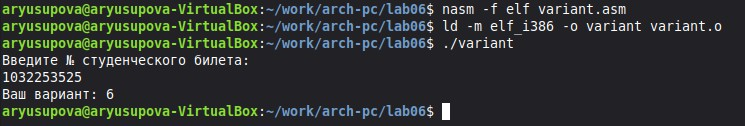 aryusupova@aryusupova-VirtualBox:~/work/arch-pc/lab06$ nasm -f elf variant.asm
aryusupova@aryusupova-VirtualBox:~/work/arch-pc/lab06$ ld -m elf_i386 -o variant variant.o
aryusupova@aryusupova-VirtualBox:~/work/arch-pc/lab06$ ./variant
Введите № студенческого билета:
1032253525
Ваш вариант: 6
aryusupova@aryusupova-VirtualBox:~/work/arch-pc/lab06$